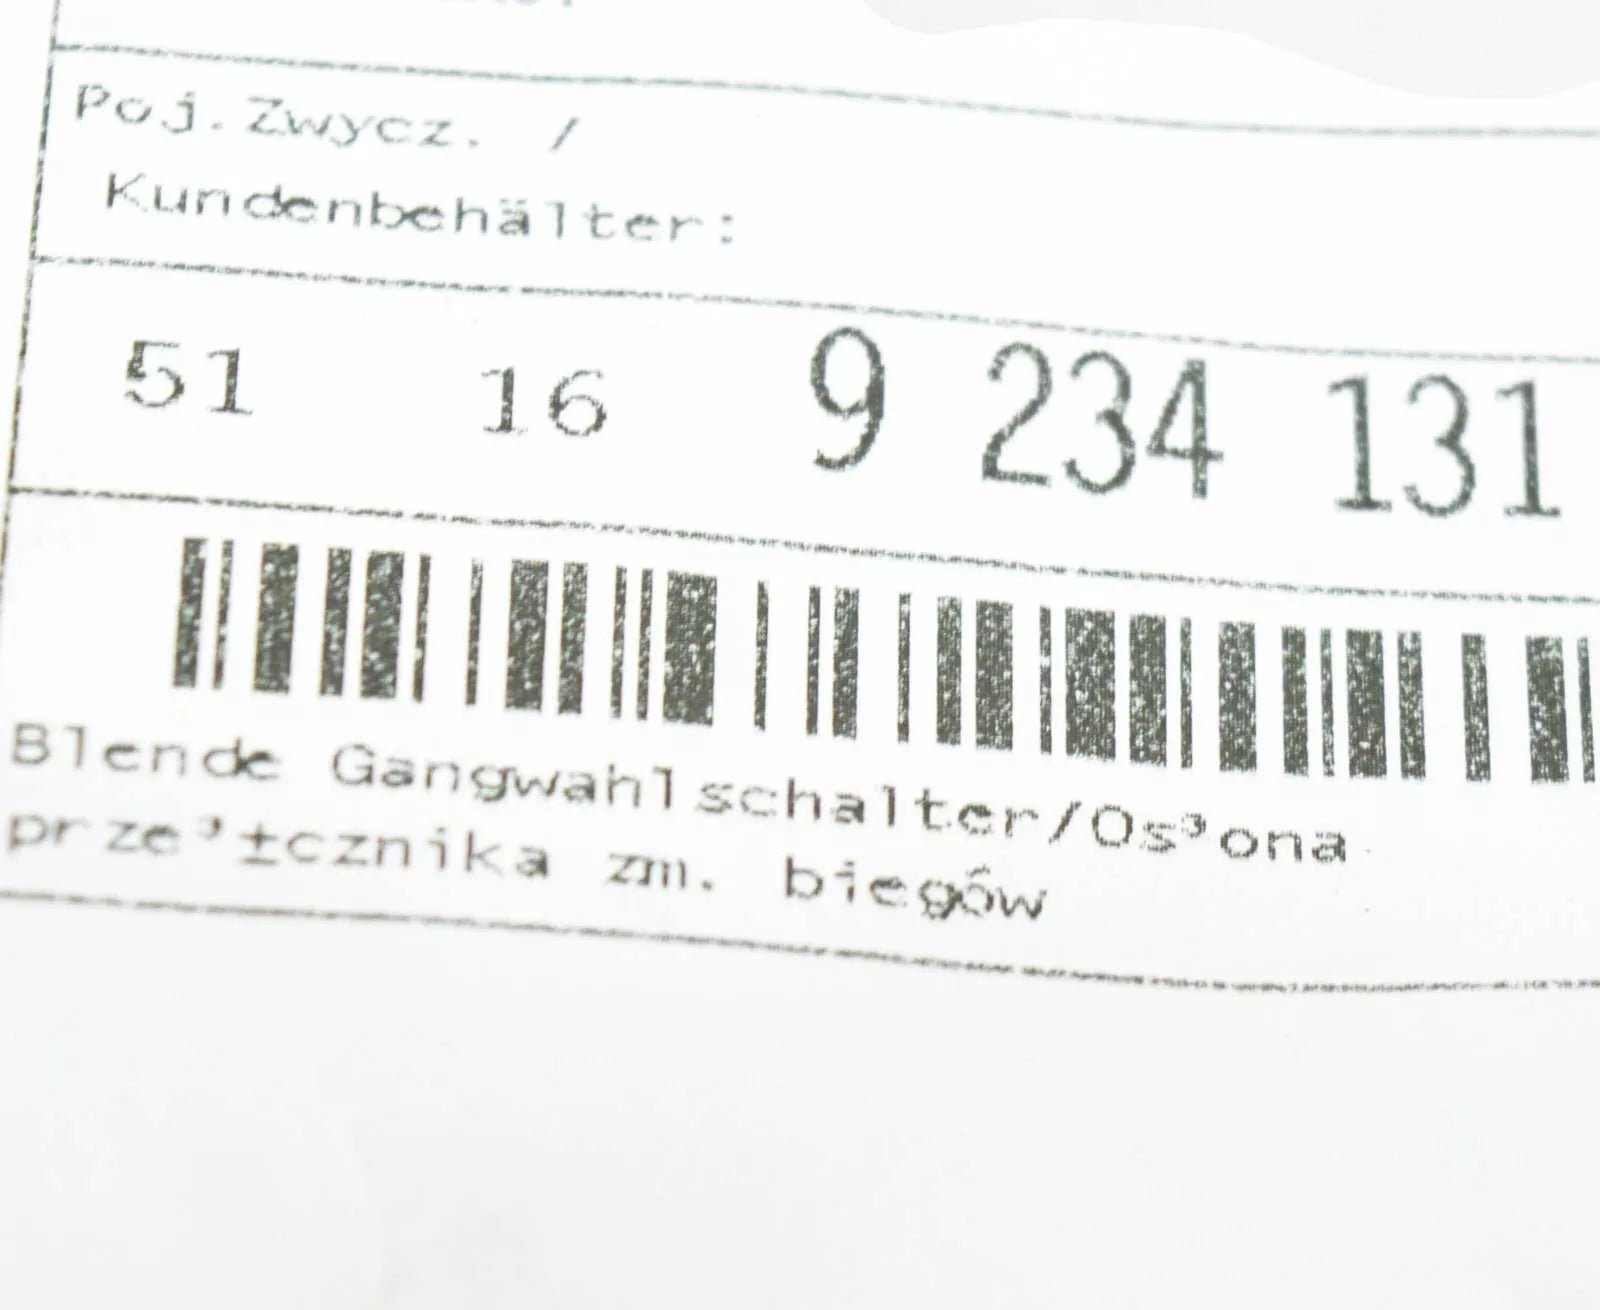 Poj.Zwycz. /
Kundenbehälter:
51 16 9 234 131
Blende Gangwahlschalter/Os³ona
prze³±cznika zm. biegów